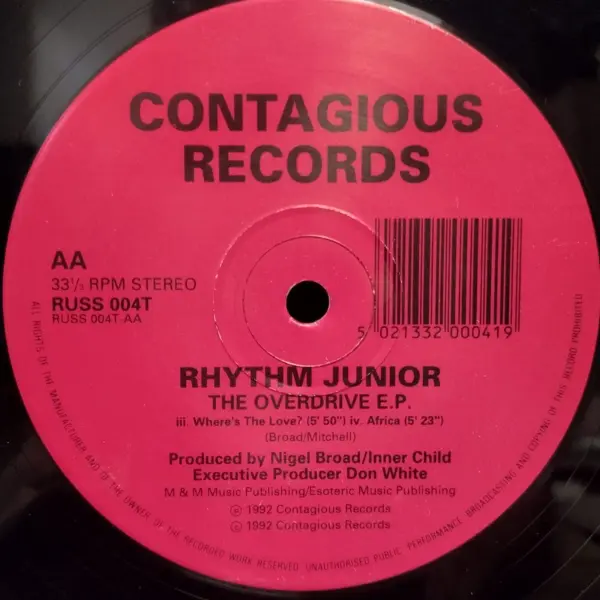 CONTAGIOUS
RECORDS
AA
33⅓ RPM STEREO
RUSS 004T
RUSS 004T-AA
5 021332 000419
RHYTHM JUNIOR
THE OVERDRIVE E.P.
iii. Where's The Love? (5' 50") iv. Africa (5' 23")
(Broad/Mitchell)
Produced by Nigel Broad/Inner Child
Executive Producer Don White
M & M Music Publishing/Esoteric Music Publishing
℗ 1992 Contagious Records
© 1992 Contagious Records
ALL RIGHTS OF THE MANUFACTURER AND OF THE OWNER OF THE RECORDED WORK RESERVED. UNAUTHORISED PUBLIC PERFORMANCE, BROADCASTING AND COPYING OF THIS RECORD PROHIBITED